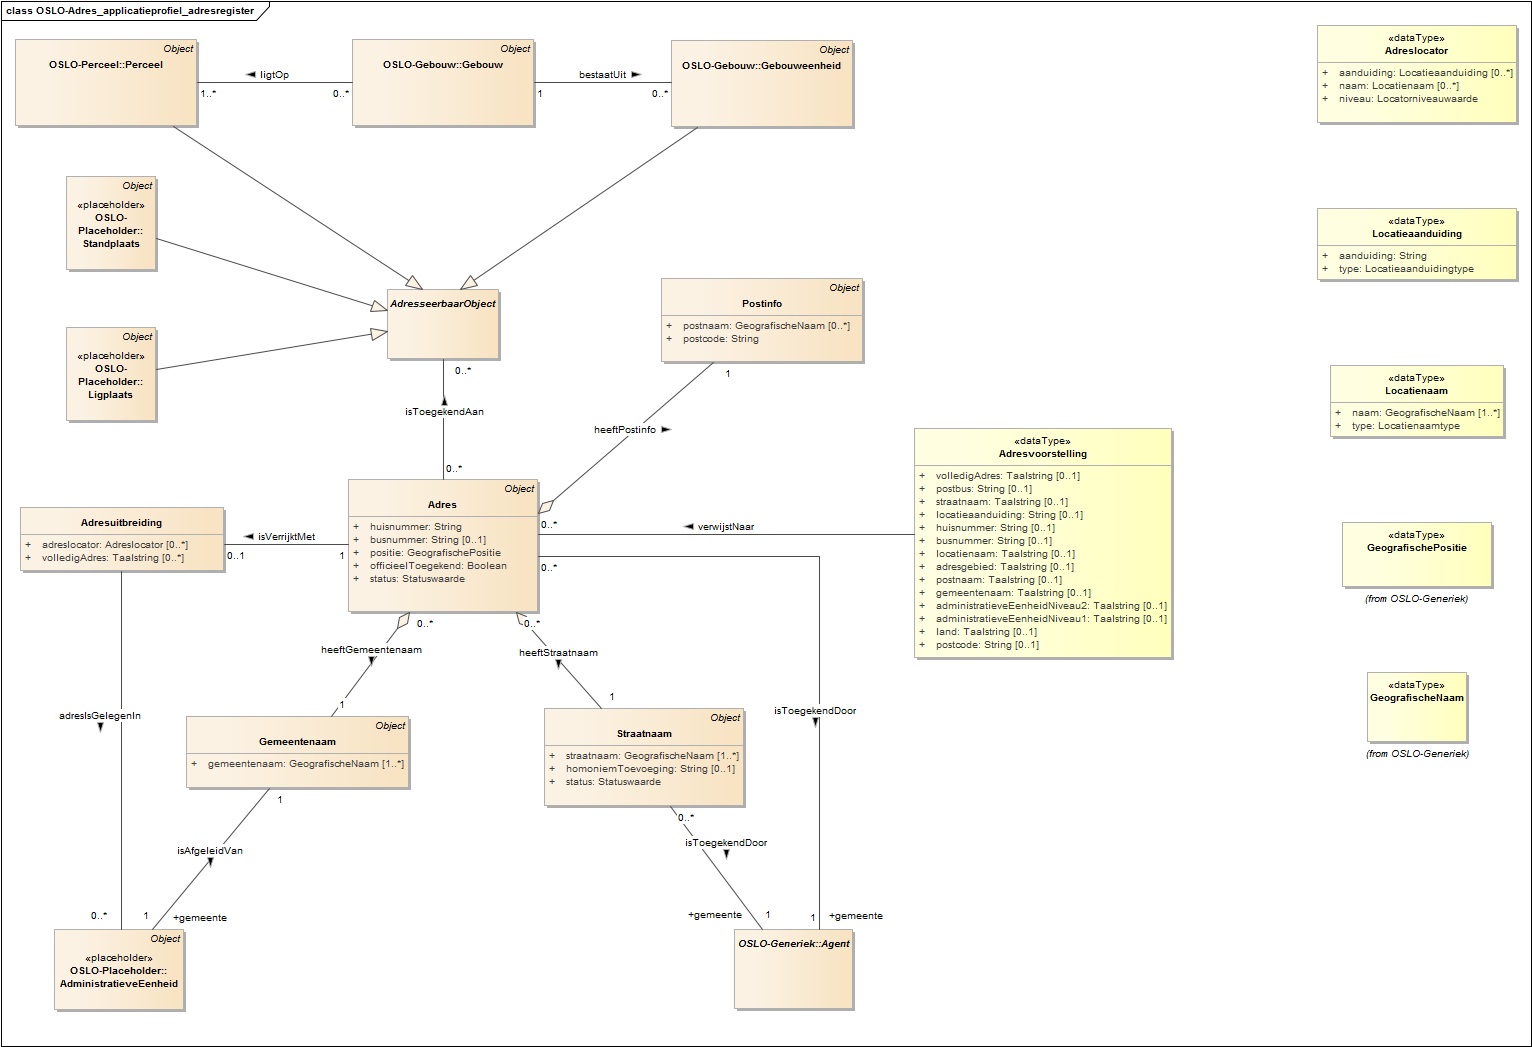 class OSLO-Adres_applicatieprofiel_adresregister
Object
OSLO-Perceel::Perceel
Object
OSLO-Gebouw::Gebouw
Object
OSLO-Gebouw::Gebouweenheid
ligtOp
1..*
0..*
bestaatUit
1
0..*
«dataType»
Adreslocator
+ aanduiding: Locatieaanduiding [0..*]
+ naam: Locatienaam [0..*]
+ niveau: Locatorniveauwaarde
Object
«placeholder»
OSLO-
Placeholder::
Standplaats
«dataType»
Locatieaanduiding
+ aanduiding: String
+ type: Locatieaanduidingtype
AdresseerbaarObject
Object
Postinfo
+ postnaam: GeografischeNaam [0..*]
+ postcode: String
Object
«placeholder»
OSLO-
Placeholder::
Ligplaats
0..*
isToegekendAan
0..*
1
heeftPostinfo
0..*
«dataType»
Locatienaam
+ naam: GeografischeNaam [1..*]
+ type: Locatienaamtype
«dataType»
Adresvoorstelling
+ volledigAdres: Taalstring [0..1]
+ postbus: String [0..1]
+ straatnaam: Taalstring [0..1]
+ locatieaanduiding: String [0..1]
+ huisnummer: String [0..1]
+ busnummer: String [0..1]
+ locatienaam: Taalstring [0..1]
+ adresgebied: Taalstring [0..1]
+ postnaam: Taalstring [0..1]
+ gemeentenaam: Taalstring [0..1]
+ administratieveEenheidNiveau2: Taalstring [0..1]
+ administratieveEenheidNiveau1: Taalstring [0..1]
+ land: Taalstring [0..1]
+ postcode: String [0..1]
Object
Adres
+ huisnummer: String
+ busnummer: String [0..1]
+ positie: GeografischePositie
+ officieelToegekend: Boolean
+ status: Statuswaarde
verwijstNaar
Adresuitbreiding
+ adreslocator: Adreslocator [0..*]
+ volledigAdres: Taalstring [0..*]
isVerrijktMet
0..1
1
0..*
«dataType»
GeografischePositie
(from OSLO-Generiek)
0..*
heeftGemeentenaam
1
0..*
heeftStraatnaam
1
«dataType»
GeografischeNaam
(from OSLO-Generiek)
adresIsGelegenIn
isToegekendDoor
Object
Gemeentenaam
+ gemeentenaam: GeografischeNaam [1..*]
Object
Straatnaam
+ straatnaam: GeografischeNaam [1..*]
+ homoniemToevoeging: String [0..1]
+ status: Statuswaarde
1
isAfgeleidVan
0..*
isToegekendDoor
0..*
1
+gemeente
+gemeente
1
1
+gemeente
Object
«placeholder»
OSLO-Placeholder::
AdministratieveEenheid
OSLO-Generiek::Agent